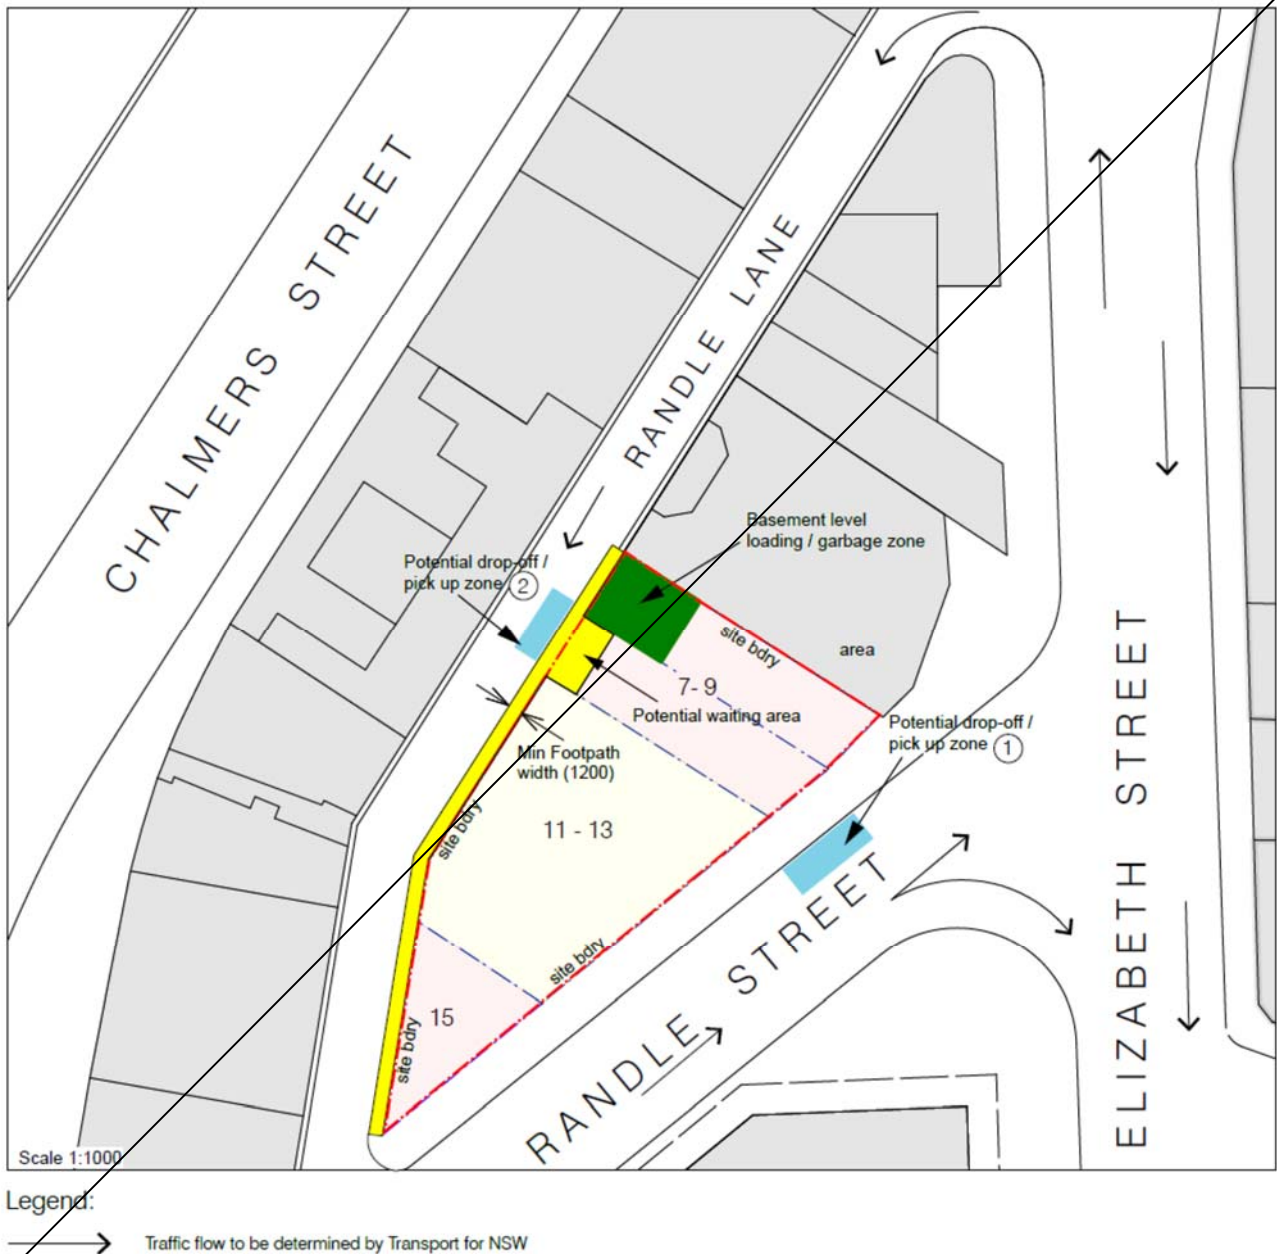 CHALMERS STREET
RANDLE LANE
Basement level
loading / garbage zone
Potential drop-off /
pick up zone 2
site bdry
area
7- 9
Potential waiting area
Potential drop-off /
pick up zone 1
Min Footpath
width (1200)
site bdry
11 - 13
ELIZABETH STREET
RANDLE STREET
site bdry
15
site bdry
Scale 1:1000
Legend:
Traffic flow to be determined by Transport for NSW